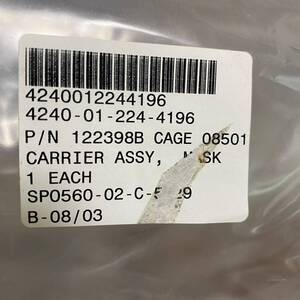 4240012244196
4240-01-224-4196
P/N 122398B CAGE 08501
CARRIER ASSY,
1 EACH
B-08/03